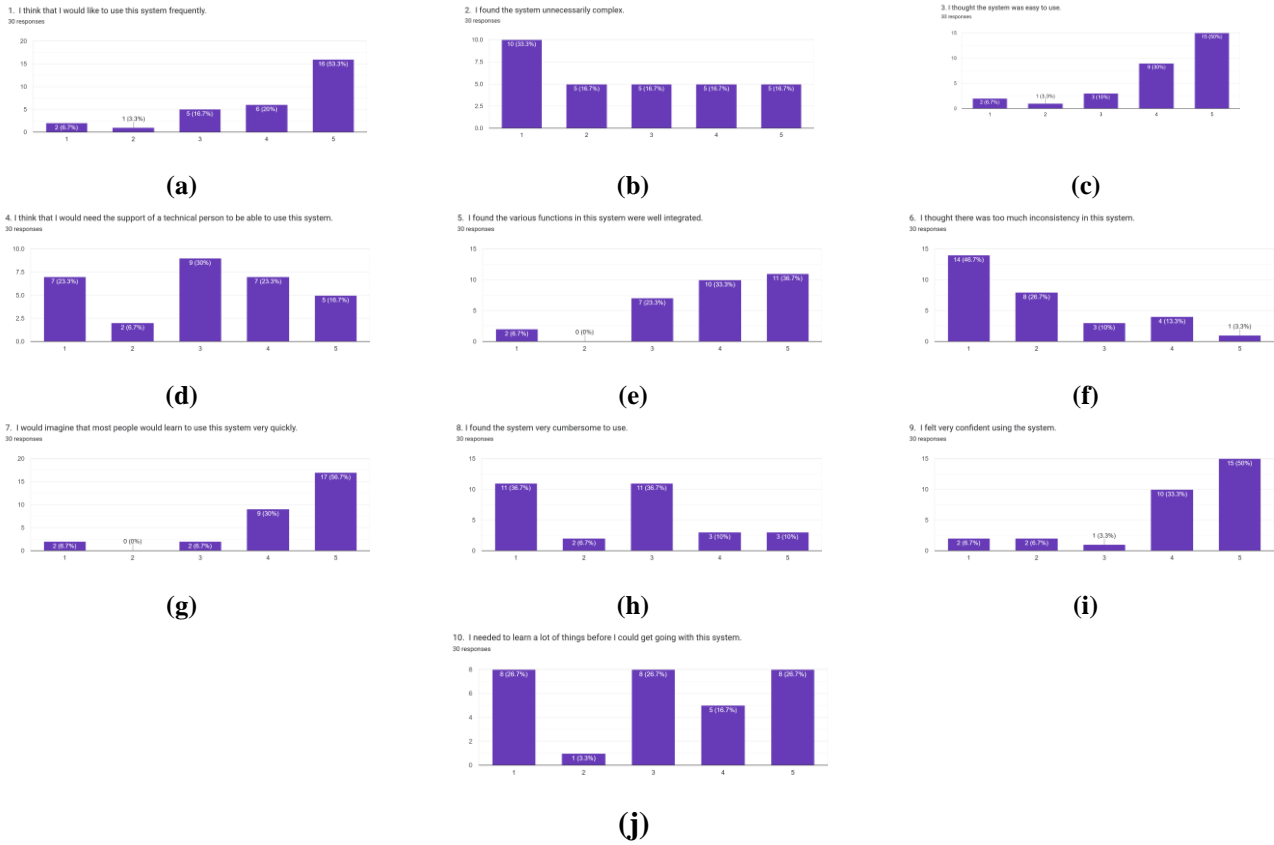 1. I think that I would like to use this system frequently.
30 responses
20
15
10
5
0
2 (6.7%)
1 (3.3%)
5 (16.7%)
6 (20%)
16 (53.3%)
1 2 3 4 5
(a)
2. I found the system unnecessarily complex.
30 responses
10.0
7.5
5.0
2.5
0.0
10 (33.3%)
5 (16.7%)
5 (16.7%)
5 (16.7%)
5 (16.7%)
1 2 3 4 5
(b)
3. I thought the system was easy to use.
30 responses
15
10
5
0
2 (6.7%)
1 (3.3%)
3 (10%)
9 (30%)
15 (50%)
1 2 3 4 5
(c)
4. I think that I would need the support of a technical person to be able to use this system.
30 responses
10.0
7.5
5.0
2.5
0.0
7 (23.3%)
2 (6.7%)
9 (30%)
7 (23.3%)
5 (16.7%)
1 2 3 4 5
(d)
5. I found the various functions in this system were well integrated.
30 responses
15
10
5
0
2 (6.7%)
0 (0%)
7 (23.3%)
10 (33.3%)
11 (36.7%)
1 2 3 4 5
(e)
6. I thought there was too much inconsistency in this system.
30 responses
15
10
5
0
14 (46.7%)
8 (26.7%)
3 (10%)
4 (13.3%)
1 (3.3%)
1 2 3 4 5
(f)
7. I would imagine that most people would learn to use this system very quickly.
30 responses
20
15
10
5
0
2 (6.7%)
0 (0%)
2 (6.7%)
9 (30%)
17 (56.7%)
1 2 3 4 5
(g)
8. I found the system very cumbersome to use.
30 responses
15
10
5
0
11 (36.7%)
2 (6.7%)
11 (36.7%)
3 (10%)
3 (10%)
1 2 3 4 5
(h)
9. I felt very confident using the system.
30 responses
15
10
5
0
2 (6.7%)
2 (6.7%)
1 (3.3%)
10 (33.3%)
15 (50%)
1 2 3 4 5
(i)
10. I needed to learn a lot of things before I could get going with this system.
30 responses
8
6
4
2
0
8 (26.7%)
1 (3.3%)
8 (26.7%)
5 (16.7%)
8 (26.7%)
1 2 3 4 5
(j)